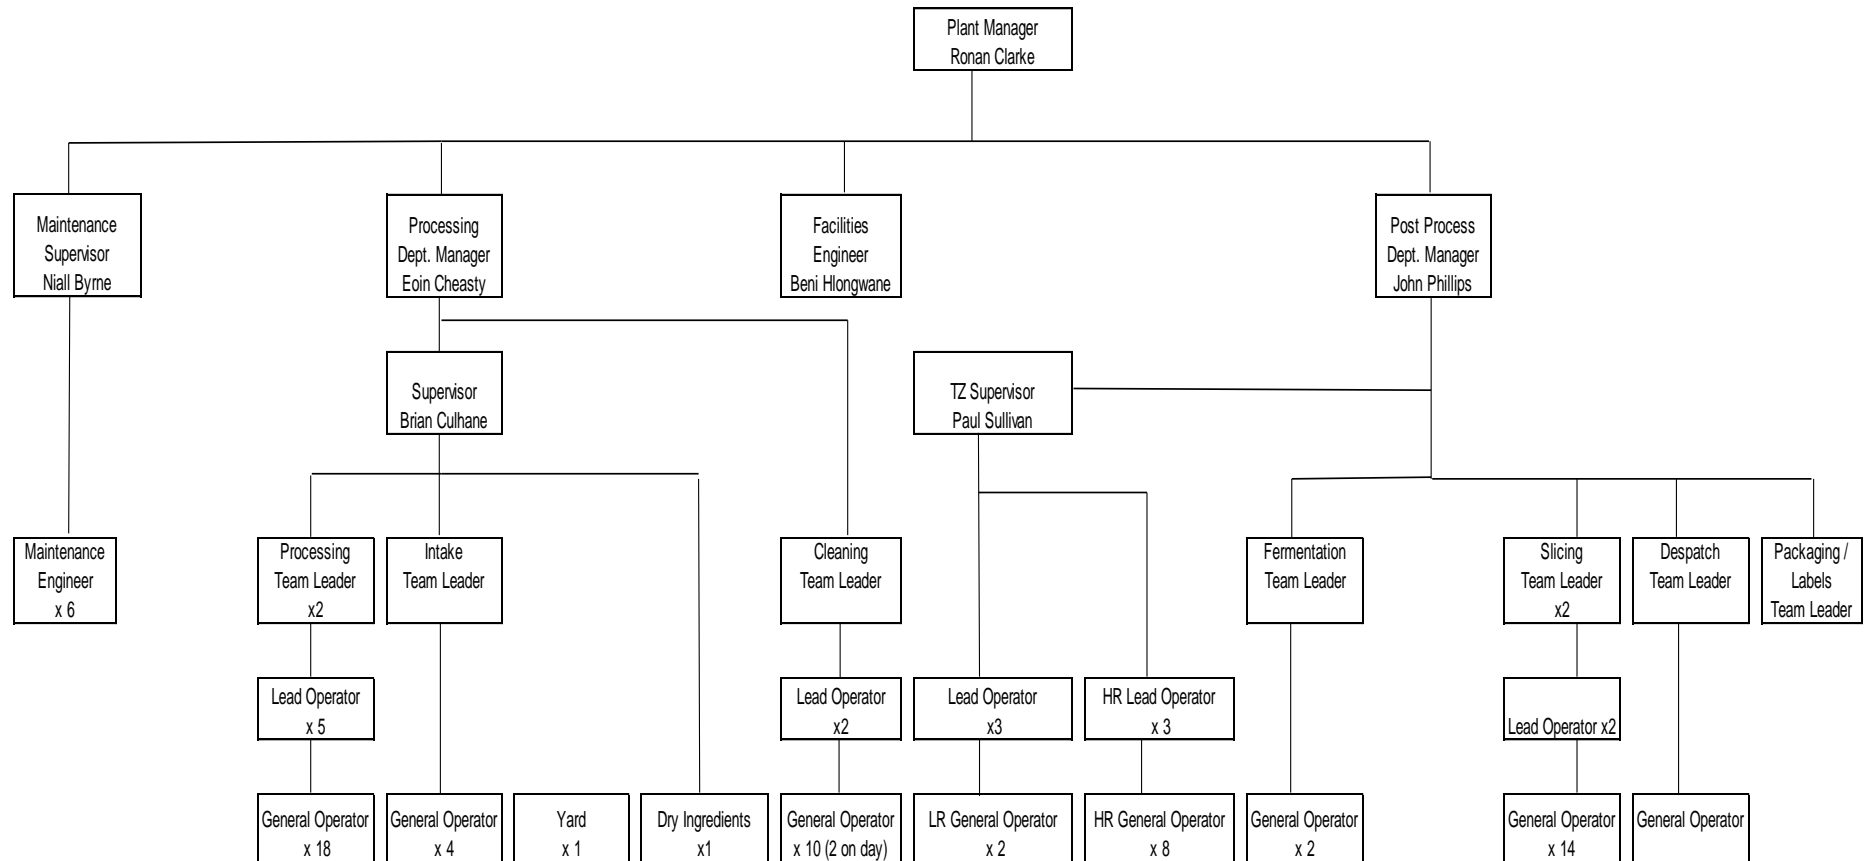 Plant Manager
Ronan Clarke
Maintenance
Supervisor
Niall Byrne
Processing
Dept. Manager
Eoin Cheasty
Facilities
Engineer
Beni Hlongwane
Post Process
Dept. Manager
John Phillips
Supervisor
Brian Culhane
TZ Supervisor
Paul Sullivan
Maintenance
Engineer
x 6
Processing
Team Leader
x2
Intake
Team Leader
Cleaning
Team Leader
Fermentation
Team Leader
Slicing
Team Leader
x2
Despatch
Team Leader
Packaging /
Labels
Team Leader
Lead Operator
x 5
Lead Operator
x2
Lead Operator
x3
HR Lead Operator
x 3
Lead Operator x2
General Operator
x 18
General Operator
x 4
Yard
x 1
Dry Ingredients
x1
General Operator
x 10 (2 on day)
LR General Operator
x 2
HR General Operator
x 8
General Operator
x 2
General Operator
x 14
General Operator